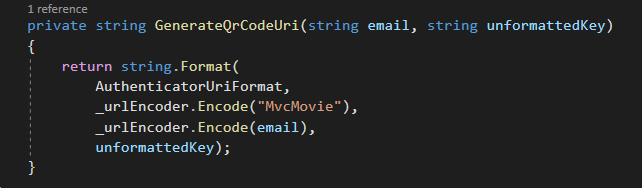 1 reference
private string GenerateQrCodeUri(string email, string unformattedKey)
{
return string.Format(
AuthenticatorUriFormat,
_urlEncoder.Encode("MvcMovie"),
_urlEncoder.Encode(email),
unformattedKey);
}